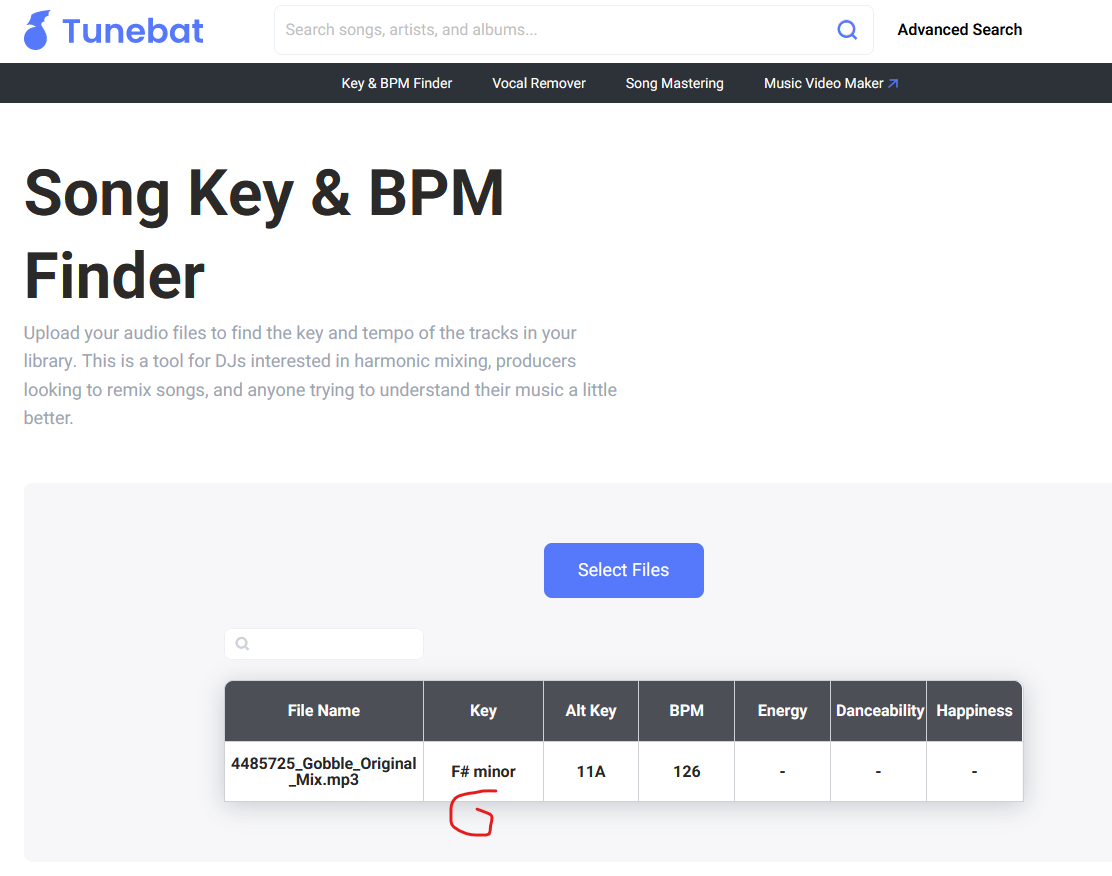 Tunebat
Search songs, artists, and albums...
Advanced Search
Key & BPM Finder
Vocal Remover
Song Mastering
Music Video Maker
Song Key & BPM
Finder
Upload your audio files to find the key and tempo of the tracks in your
library. This is a tool for DJs interested in harmonic mixing, producers
looking to remix songs, and anyone trying to understand their music a little
better.
Select Files
File Name
Key
Alt Key
BPM
Energy
Danceability
Happiness
4485725_Gobble_Original
_Mix.mp3
F# minor
11A
126
-
-
-
G